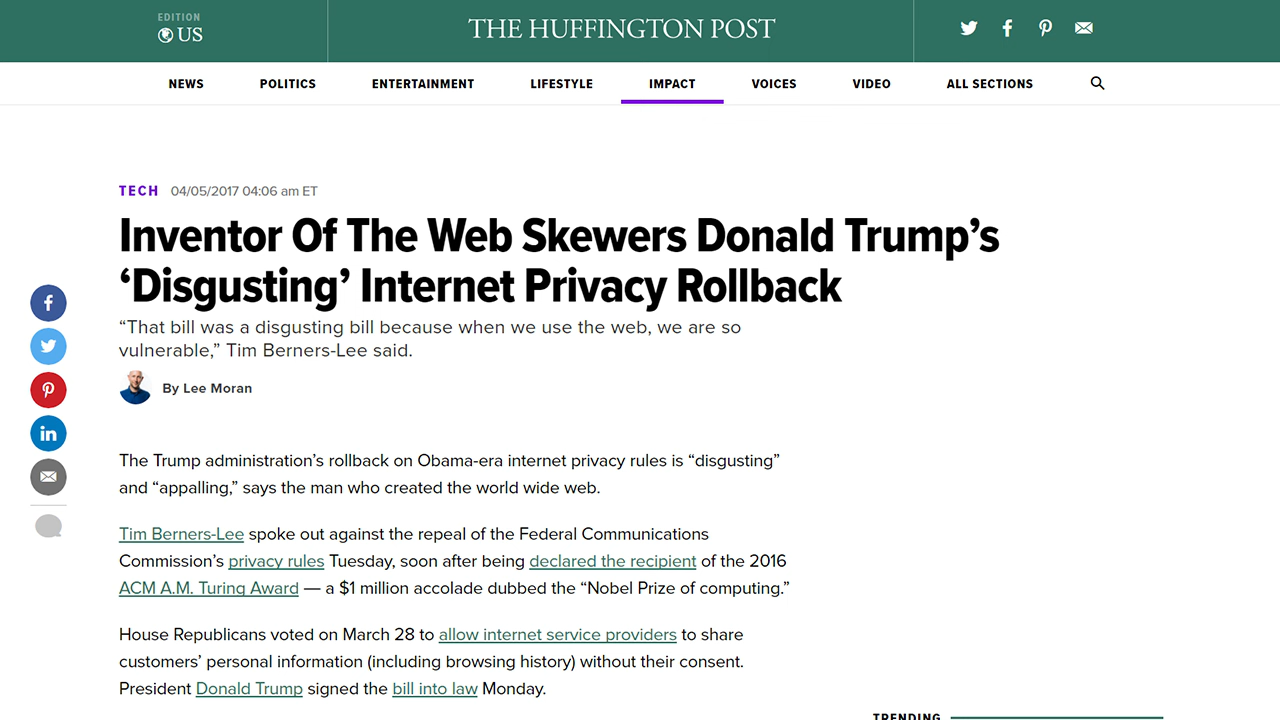 EDITION
US
THE HUFFINGTON POST
NEWS POLITICS ENTERTAINMENT LIFESTYLE IMPACT VOICES VIDEO ALL SECTIONS
TECH 04/05/2017 04:06 am ET
Inventor Of The Web Skewers Donald Trump’s
‘Disgusting’ Internet Privacy Rollback
“That bill was a disgusting bill because when we use the web, we are so
vulnerable,” Tim Berners-Lee said.
By Lee Moran
The Trump administration’s rollback on Obama-era internet privacy rules is “disgusting”
and “appalling,” says the man who created the world wide web.
Tim Berners-Lee spoke out against the repeal of the Federal Communications
Commission’s privacy rules Tuesday, soon after being declared the recipient of the 2016
ACM A.M. Turing Award — a $1 million accolade dubbed the “Nobel Prize of computing.”
House Republicans voted on March 28 to allow internet service providers to share
customers’ personal information (including browsing history) without their consent.
President Donald Trump signed the bill into law Monday.
TRENDING